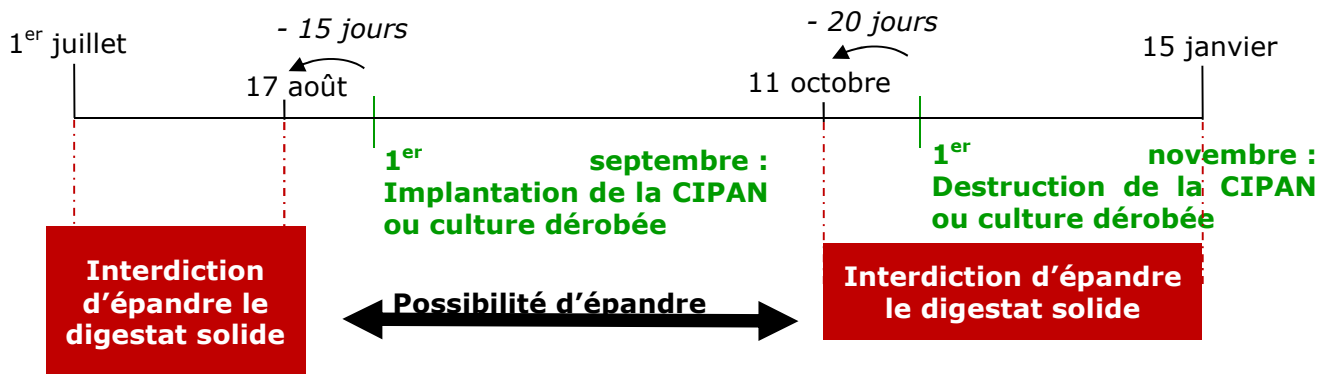 1er juillet
- 15 jours
17 août
- 20 jours
11 octobre
15 janvier
1er septembre :
Implantation de la CIPAN
ou culture dérobée
1er novembre :
Destruction de la CIPAN
ou culture dérobée
Interdiction
d'épandre le
digestat solide
Possibilité d'épandre
Interdiction d'épandre
le digestat solide